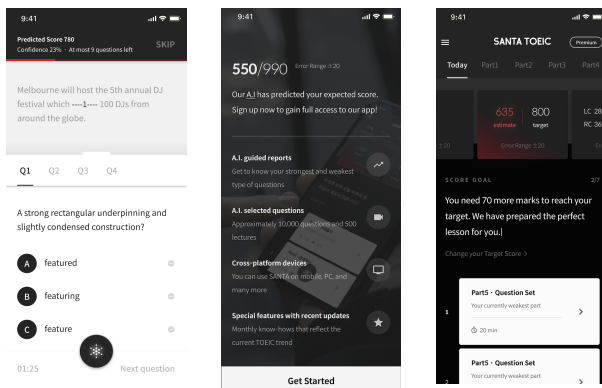 9:41
Predicted Score 780
Confidence 23% · At most 9 questions left
SKIP
Melbourne will host the 5th annual DJ
festival which ----1---- 100 DJs from
around the globe.
Q1 Q2 Q3 Q4
A strong rectangular underpinning and
slightly condensed construction?
A featured
B featuring
C feature
01:25
Next question
9:41
550/990 Error Range ±20
Our A.I has predicted your expected score.
Sign up now to gain full access to our app!
A.I. guided reports
Get to know your strongest and weakest
type of questions
A.I. selected questions
Approximately 10,000 questions and 500
lectures
Cross-platform devices
You can use SANTA on mobile, PC, and
many more
Special features with recent updates
Monthly know-hows that reflect the
current TOEIC trend
Get Started
9:41
SANTA TOEIC
Premium
Today Part1 Part2 Part3 Part4
635 800
estimate target
Error Range ±20
±20
LC 28
RC 36
Er
SCORE GOAL 2/7
You need 70 more marks to reach your
target. We have prepared the perfect
lesson for you.
Change your Target Score >
1
Part5 · Question Set
Your currently weakest part
20 min
2
Part5 · Question Set
Your currently weakest part